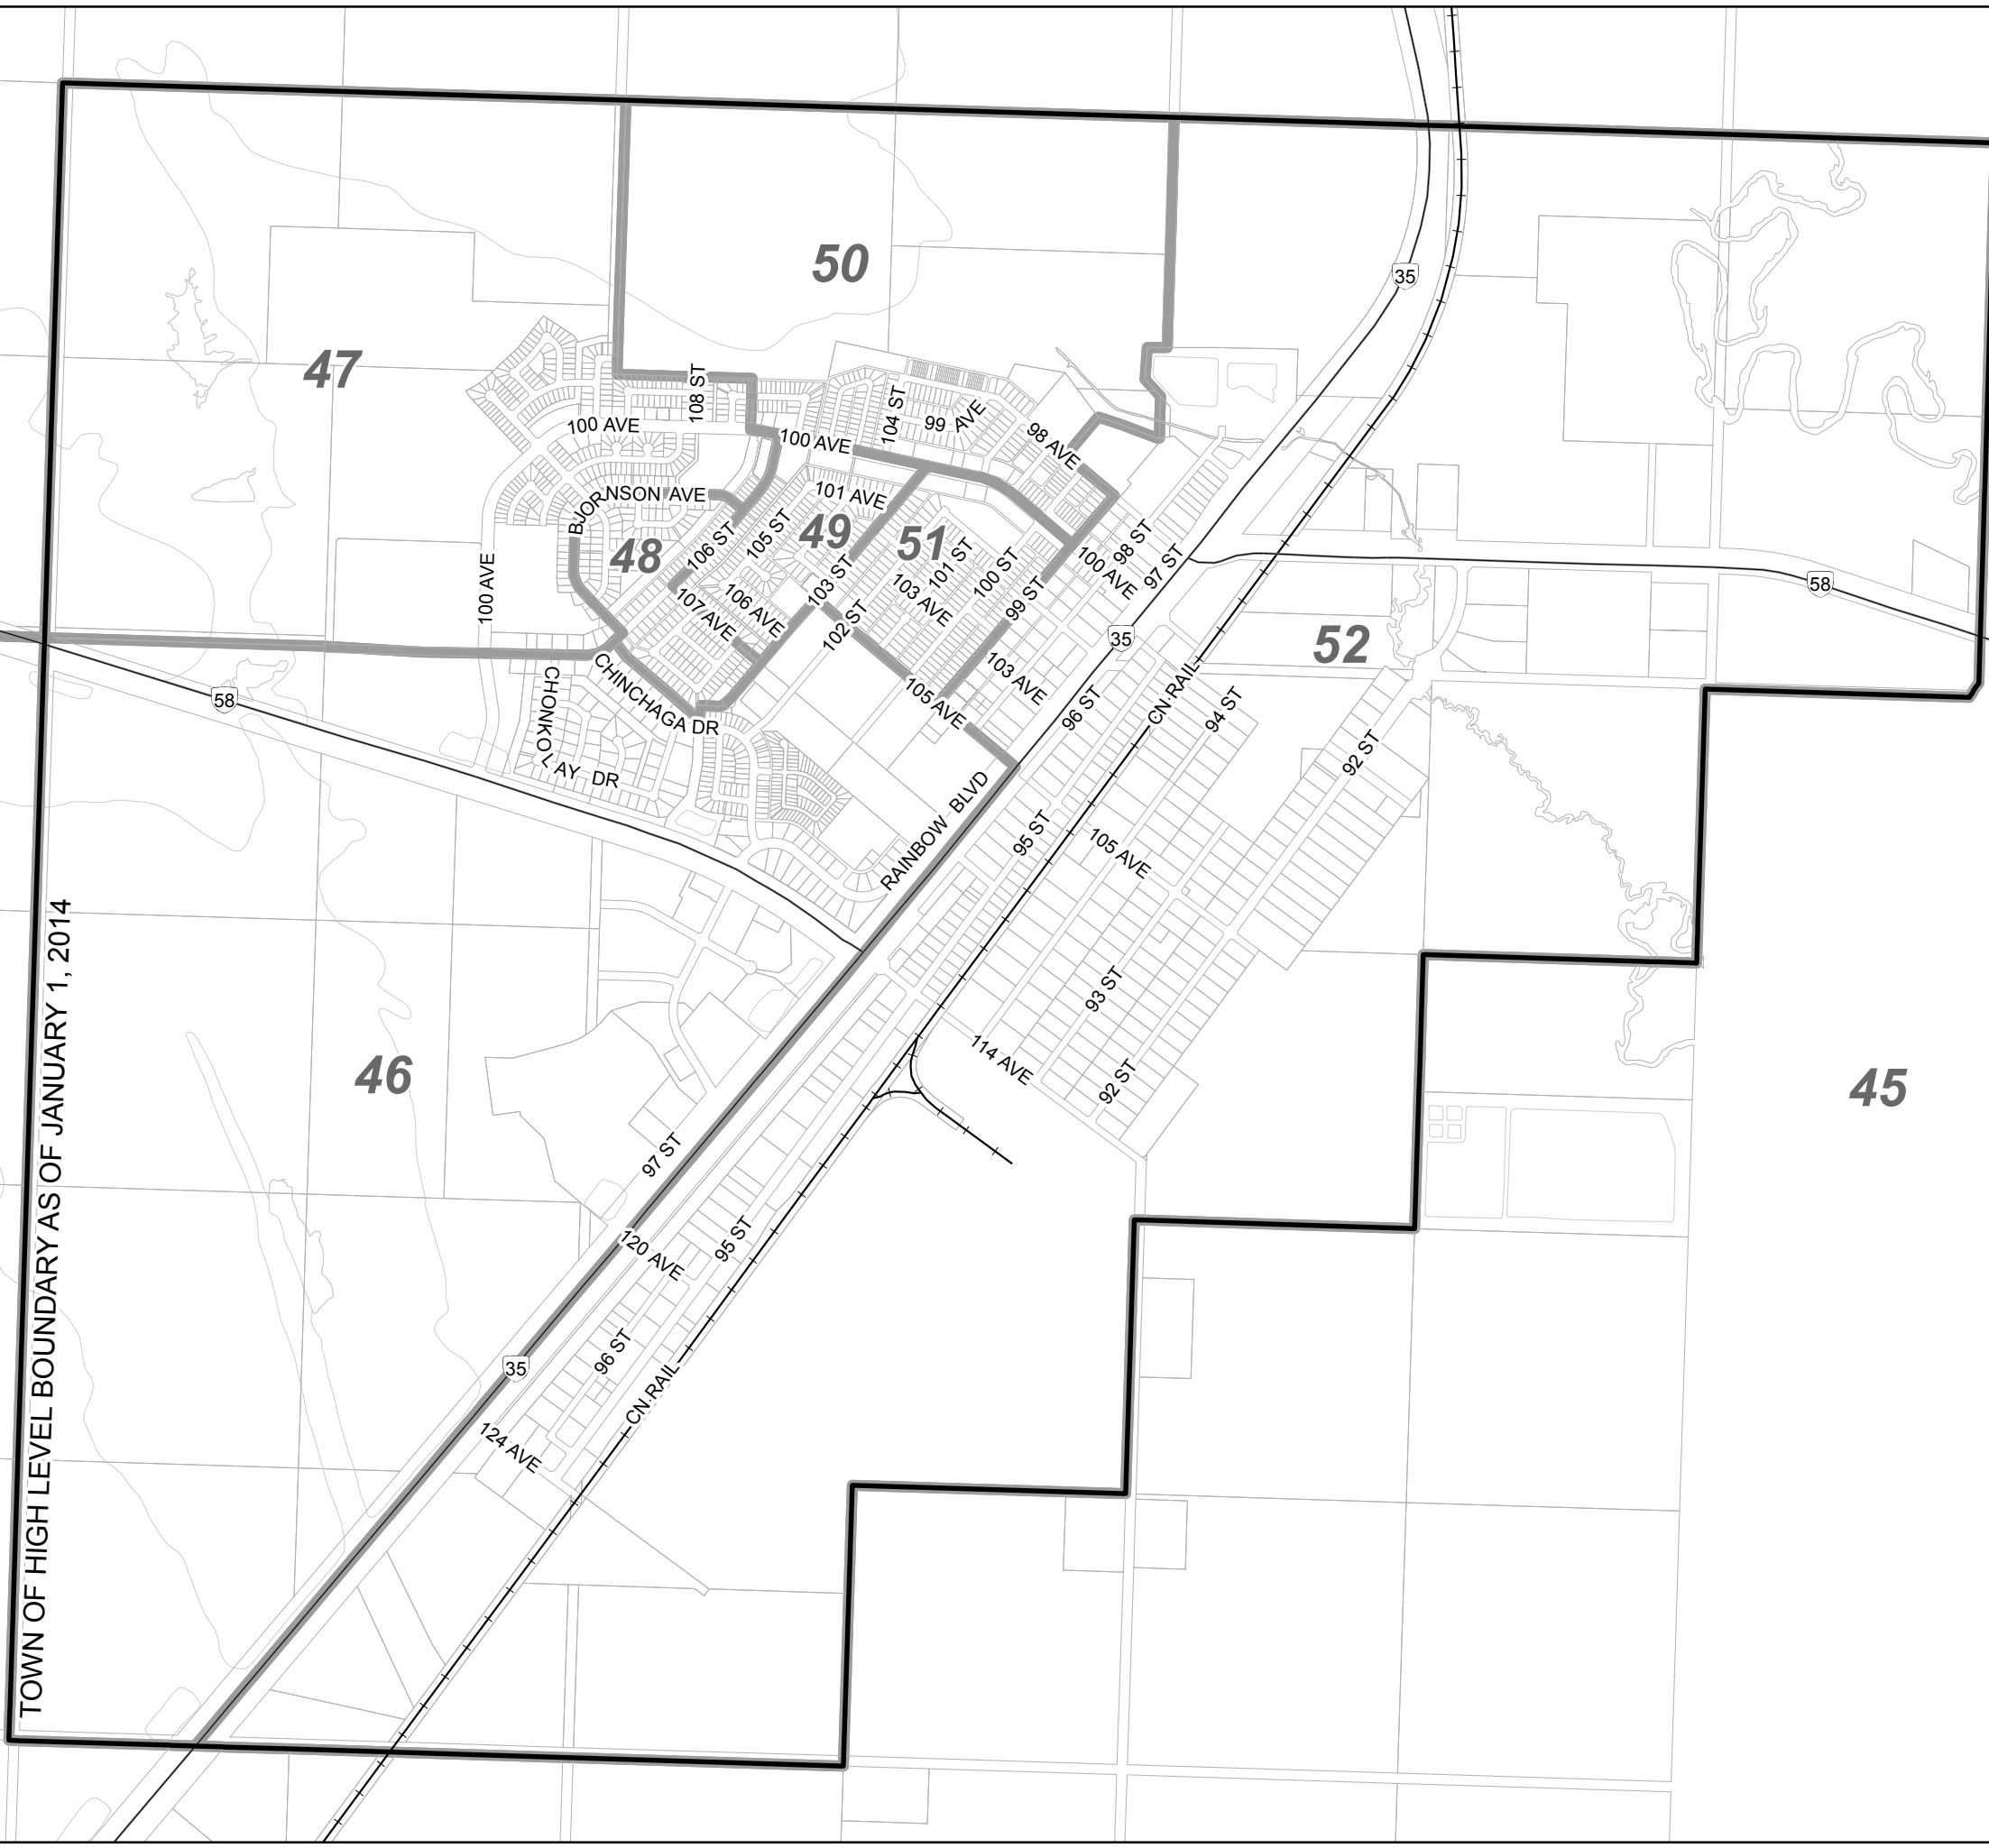 50
35
47
108 ST
104 ST
99 AVE
100 AVE
100 AVE
98 AVE
BJORNSON AVE
101 AVE
49
51
48
106 ST
105 ST
101 ST
100 ST
98 ST
97 ST
100 AVE
100 AVE
103 ST
103 AVE
99 ST
107 AVE
106 AVE
102 ST
58
35
52
CHINCHAGA DR
CHONKOLAY DR
105 AVE
103 AVE
96 ST
CN RAIL
94 ST
92 ST
58
RAINBOW BLVD
95 ST
105 AVE
93 ST
114 AVE
92 ST
46
45
97 ST
120 AVE
95 ST
96 ST
35
CN RAIL
124 AVE
TOWN OF HIGH LEVEL BOUNDARY AS OF JANUARY 1, 2014